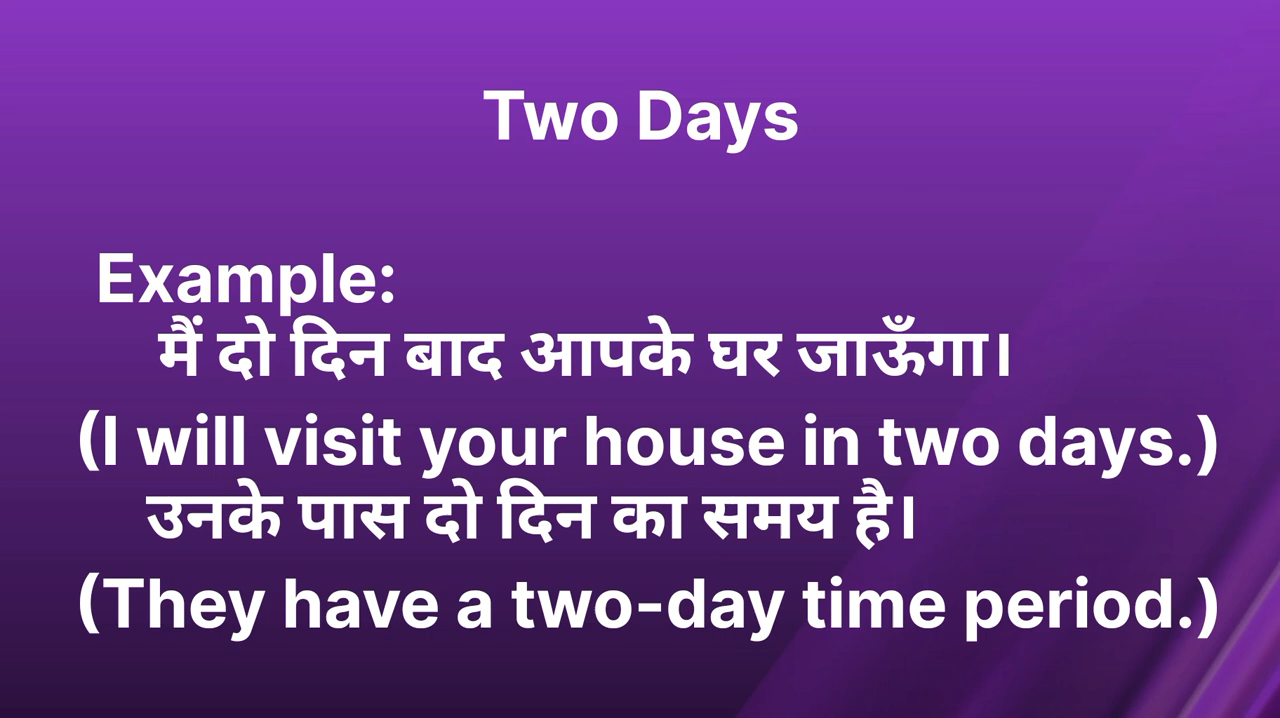 Two Days
Example:
मैं दो दिन बाद आपके घर जाऊँगा।
(I will visit your house in two days.)
उनके पास दो दिन का समय है।
(They have a two-day time period.)